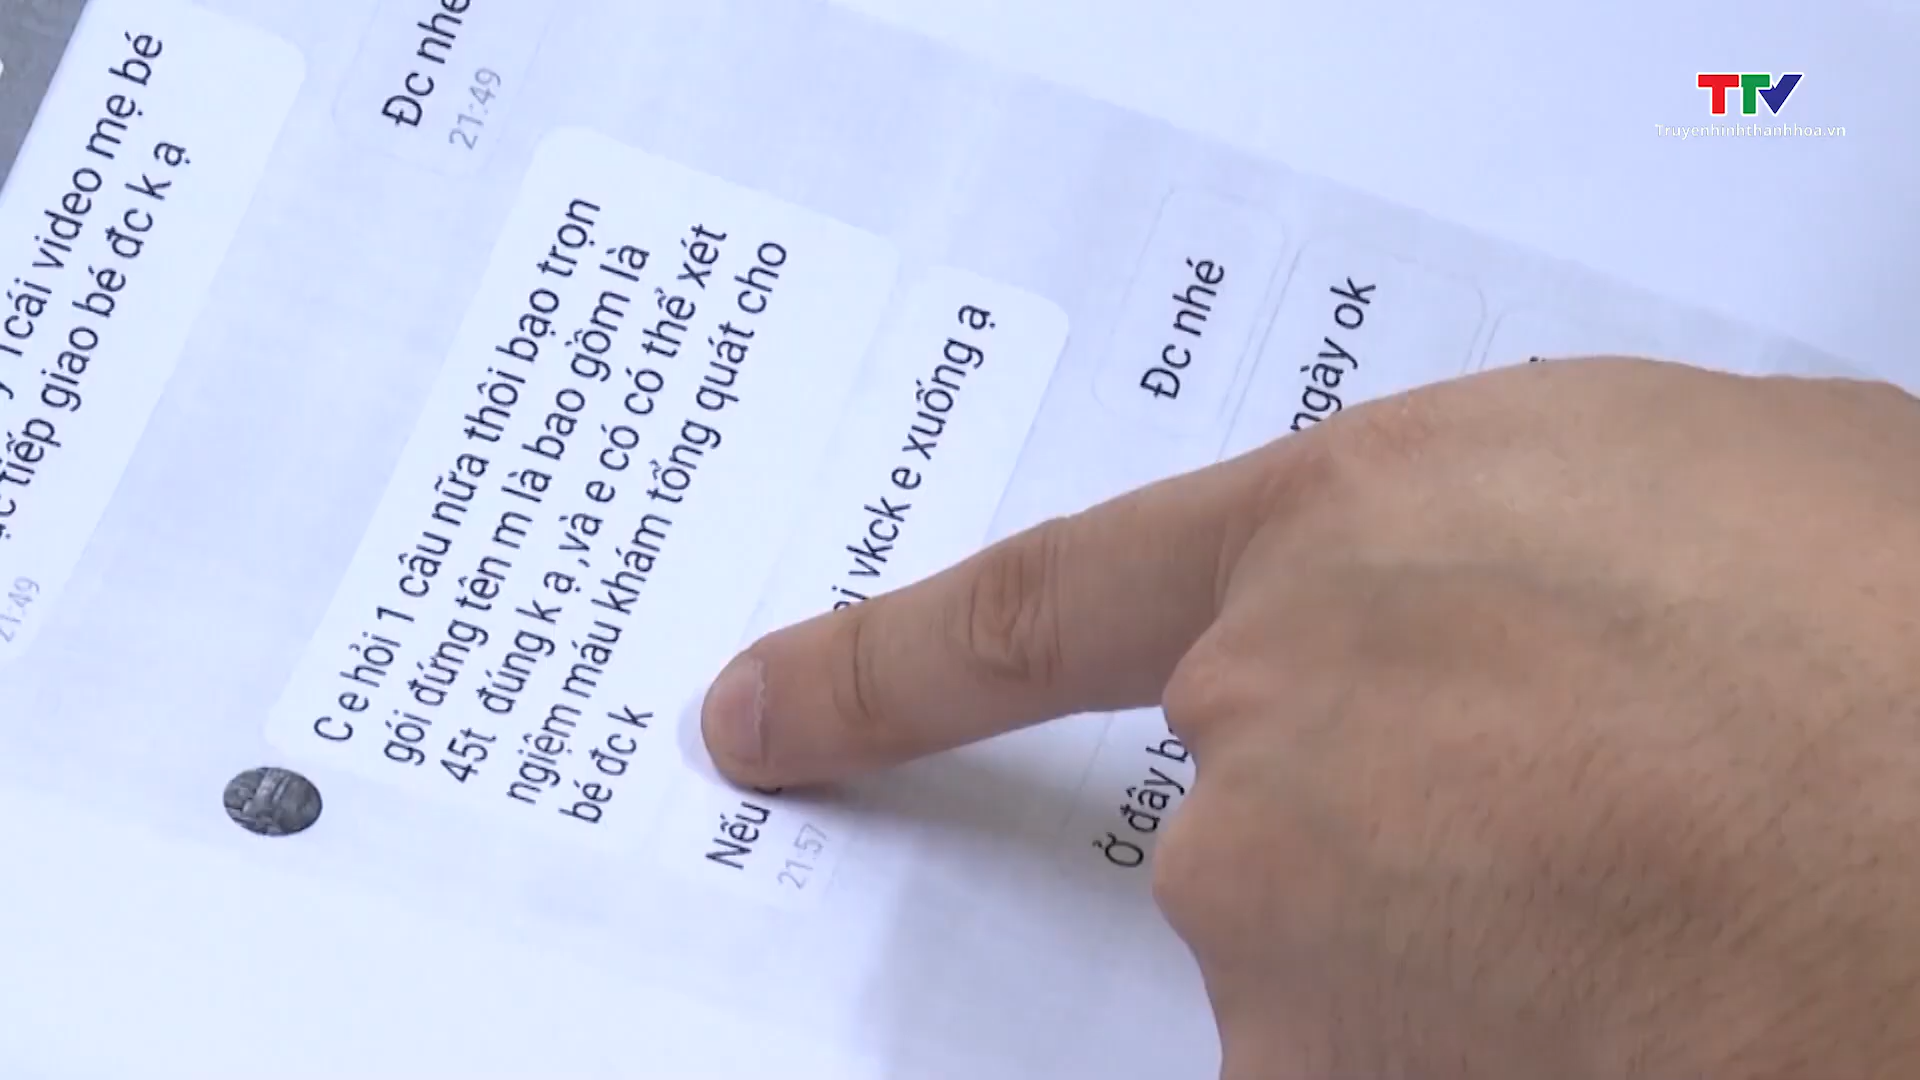 TTV
Truyenhinhthanhhoa.vn
cái video mẹ bé
tiếp giao bé đc k ạ
21:49
Đc nhé
21:49
C e hỏi 1 câu nữa thôi bạo trọn
gói đứng tên m là bao gồm là
45t đúng k ạ ,và e có có thể xét
ngiệm máu khám tổng quát cho
bé đc k
Nếu vkck e xuống ạ
21:57
Đc nhé
ngày ok
Ở đây